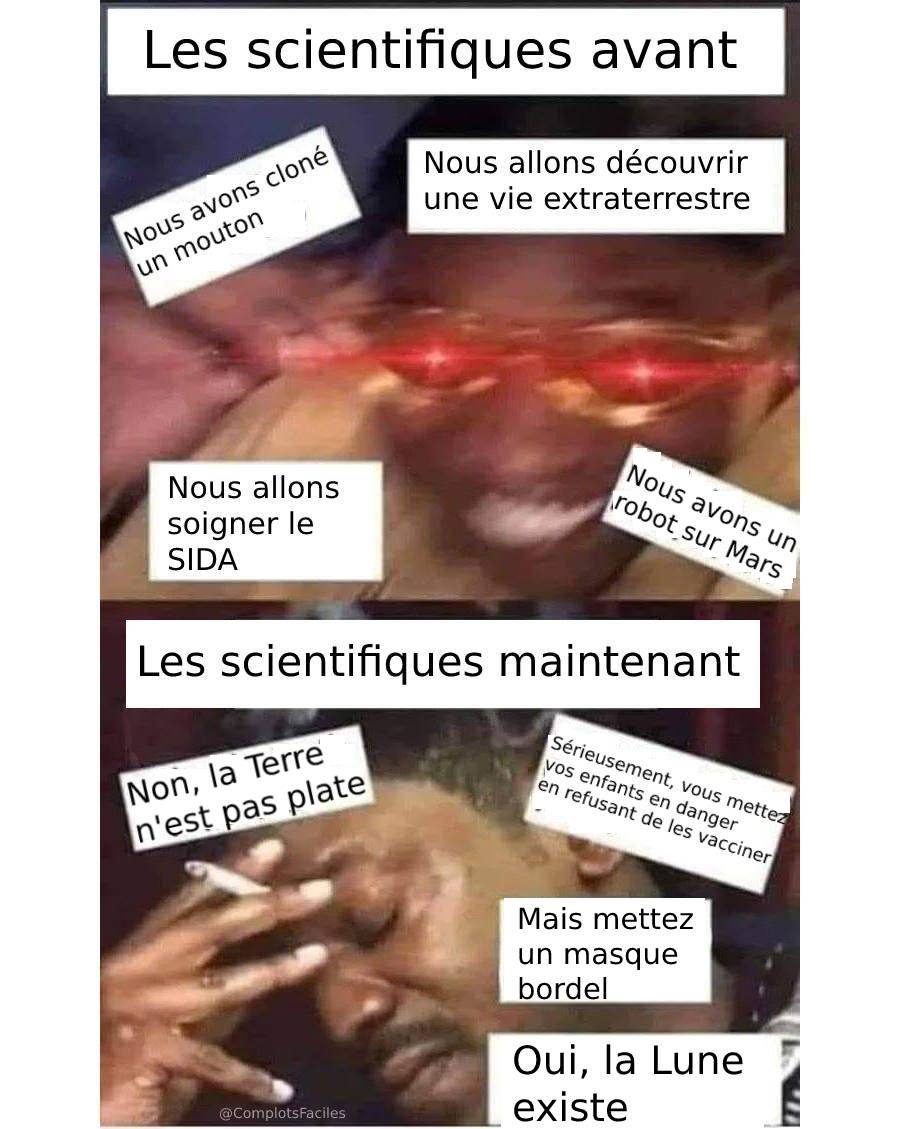 Les scientifiques avant
Nous avons cloné
un mouton
Nous allons découvrir
une vie extraterrestre
Nous allons
soigner le
SIDA
Nous avons un
robot sur Mars
Les scientifiques maintenant
Non, la Terre
n'est pas plate
Sérieusement, vous mettez
vos enfants en danger
en refusant de les vacciner
Mais mettez
un masque
bordel
Oui, la Lune
existe
@ComplotsFaciles